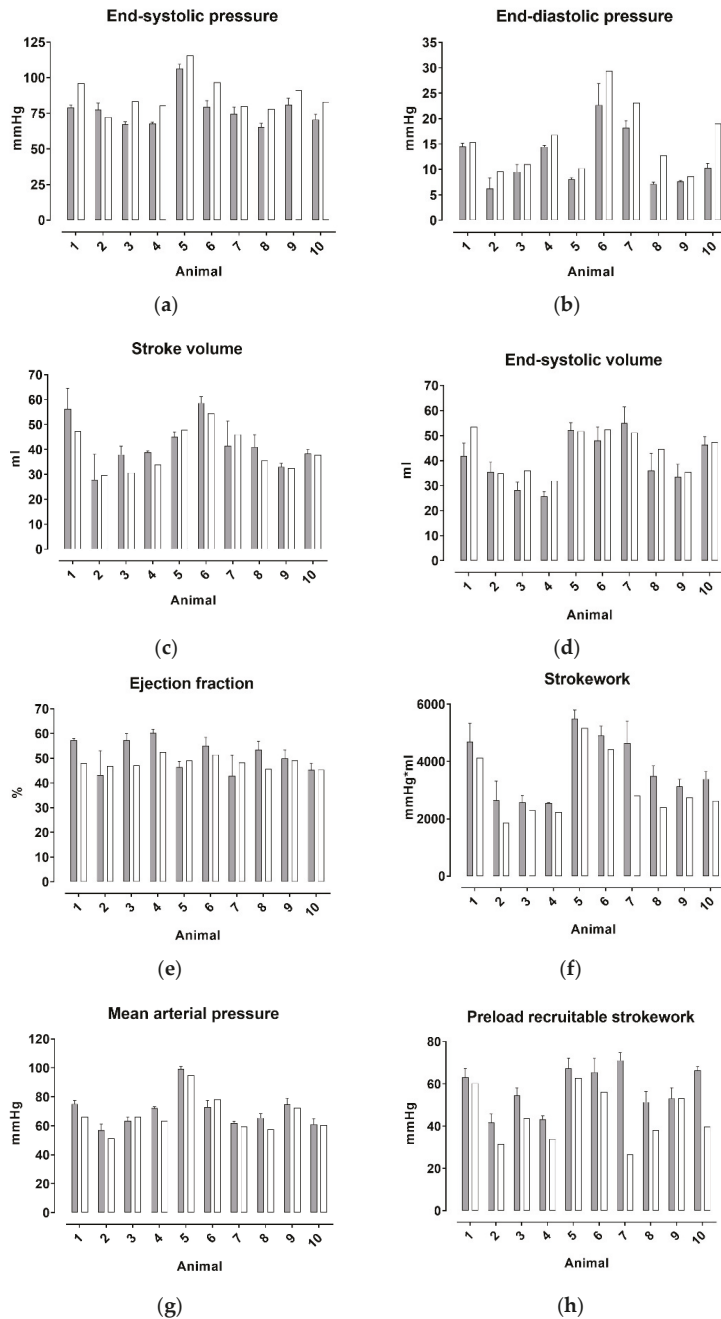 End-systolic pressure
125
100
75
50
25
0
mmHg
1 2 3 4 5 6 7 8 9 10
Animal
(a)
End-diastolic pressure
35
30
25
20
15
10
5
0
mmHg
1 2 3 4 5 6 7 8 9 10
Animal
(b)
Stroke volume
70
60
50
40
30
20
10
0
ml
1 2 3 4 5 6 7 8 9 10
Animal
(c)
End-systolic volume
70
60
50
40
30
20
10
0
ml
1 2 3 4 5 6 7 8 9 10
Animal
(d)
Ejection fraction
70
60
50
40
30
20
10
0
%
1 2 3 4 5 6 7 8 9 10
Animal
(e)
Strokework
6000
4000
2000
0
mmHg*ml
1 2 3 4 5 6 7 8 9 10
Animal
(f)
Mean arterial pressure
120
100
80
60
40
20
0
mmHg
1 2 3 4 5 6 7 8 9 10
Animal
(g)
Preload recruitable strokework
80
60
40
20
0
mmHg
1 2 3 4 5 6 7 8 9 10
Animal
(h)